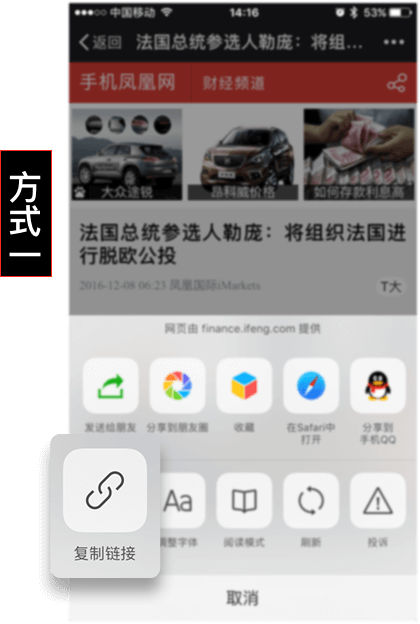 中国移动 14:16 53%
返回 法国总统参选人勒庞：将组...
手机凤凰网 财经频道
大众途锐 昂科威价格 如何存款利息高
方式一
法国总统参选人勒庞：将组织法国进
行脱欧公投
2016-12-08 06:23 凤凰国际iMarkets T大
网页由 finance.ifeng.com 提供
发送给朋友 分享到朋友圈 收藏 在Safari中 分享到
打开 手机QQ
Aa
复制链接 调整字体 阅读模式 刷新 投诉
取消